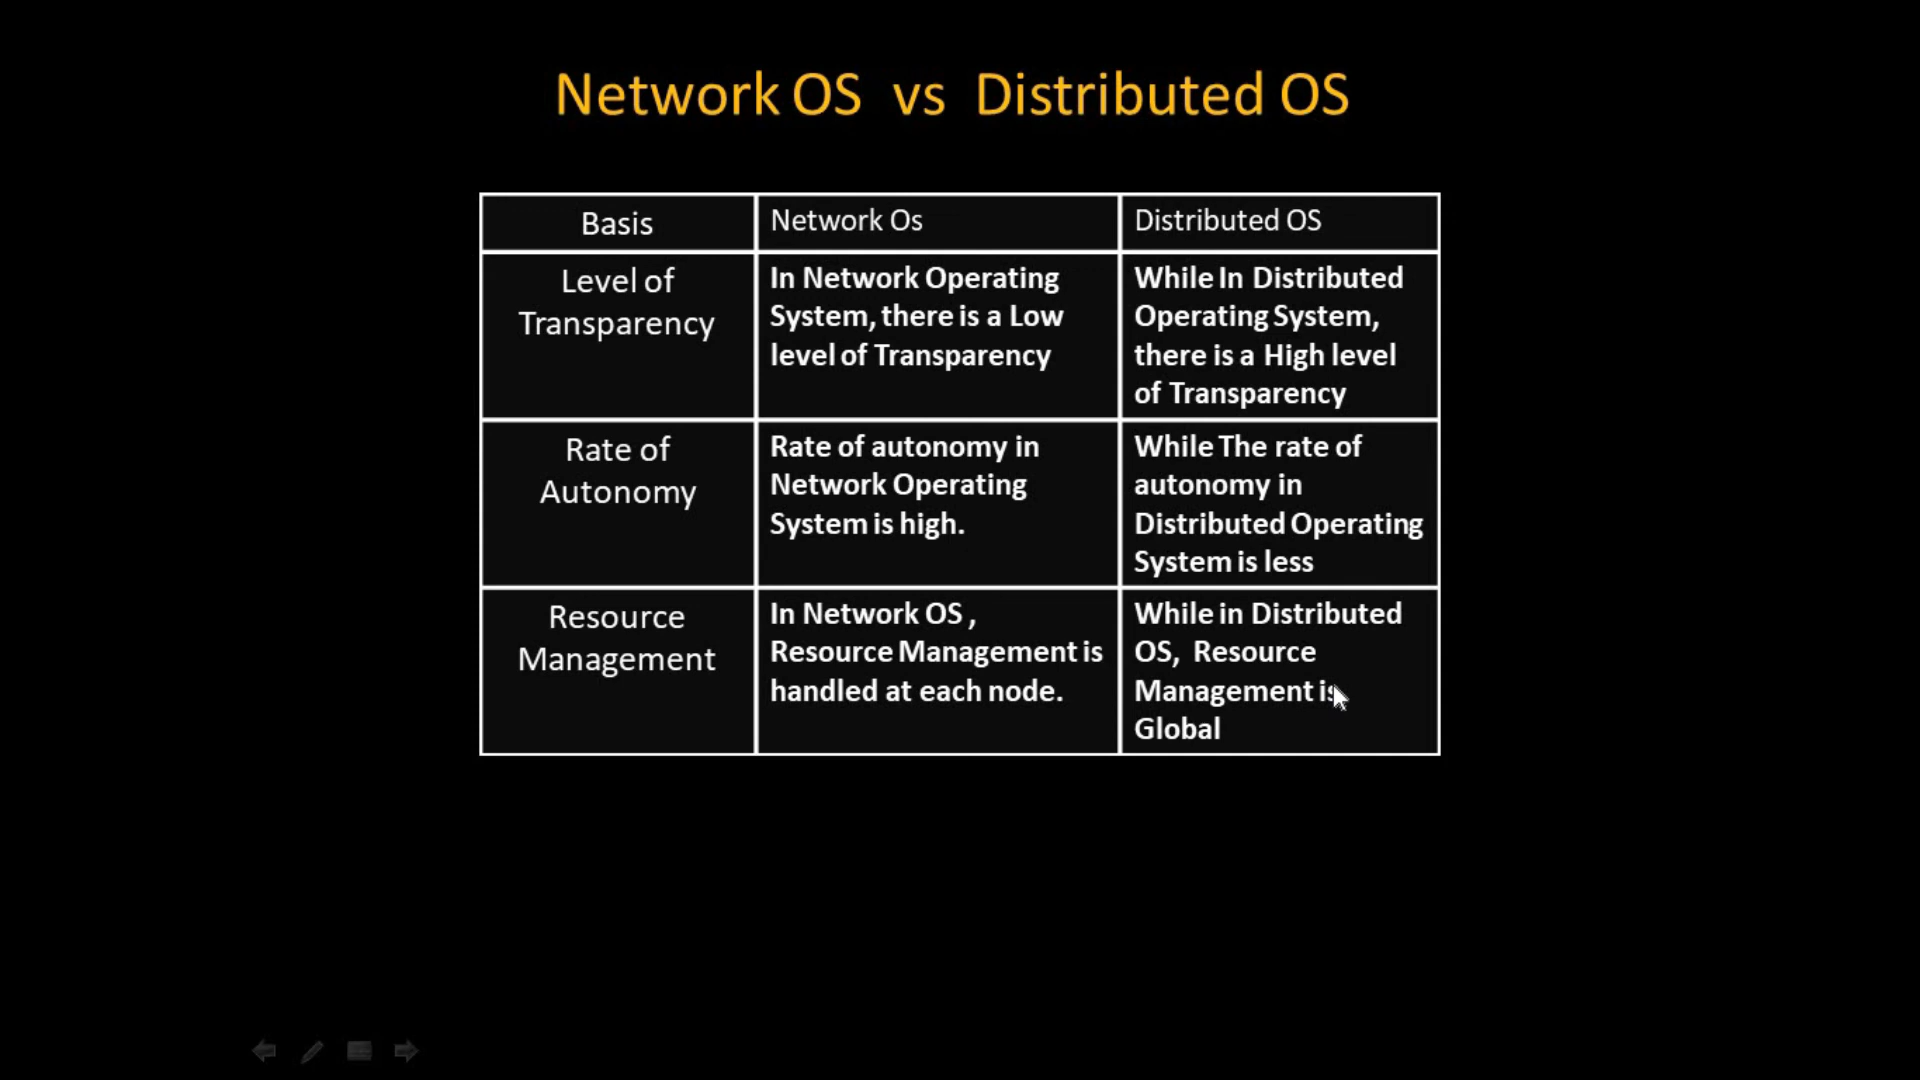 Network OS vs Distributed OS
Basis
Network Os
Distributed OS
Level of
Transparency
In Network Operating
System, there is a Low
level of Transparency
While In Distributed
Operating System,
there is a High level
of Transparency
Rate of
Autonomy
Rate of autonomy in
Network Operating
System is high.
While The rate of
autonomy in
Distributed Operating
System is less
Resource
Management
In Network OS ,
Resource Management is
handled at each node.
While in Distributed
OS, Resource
Management is
Global